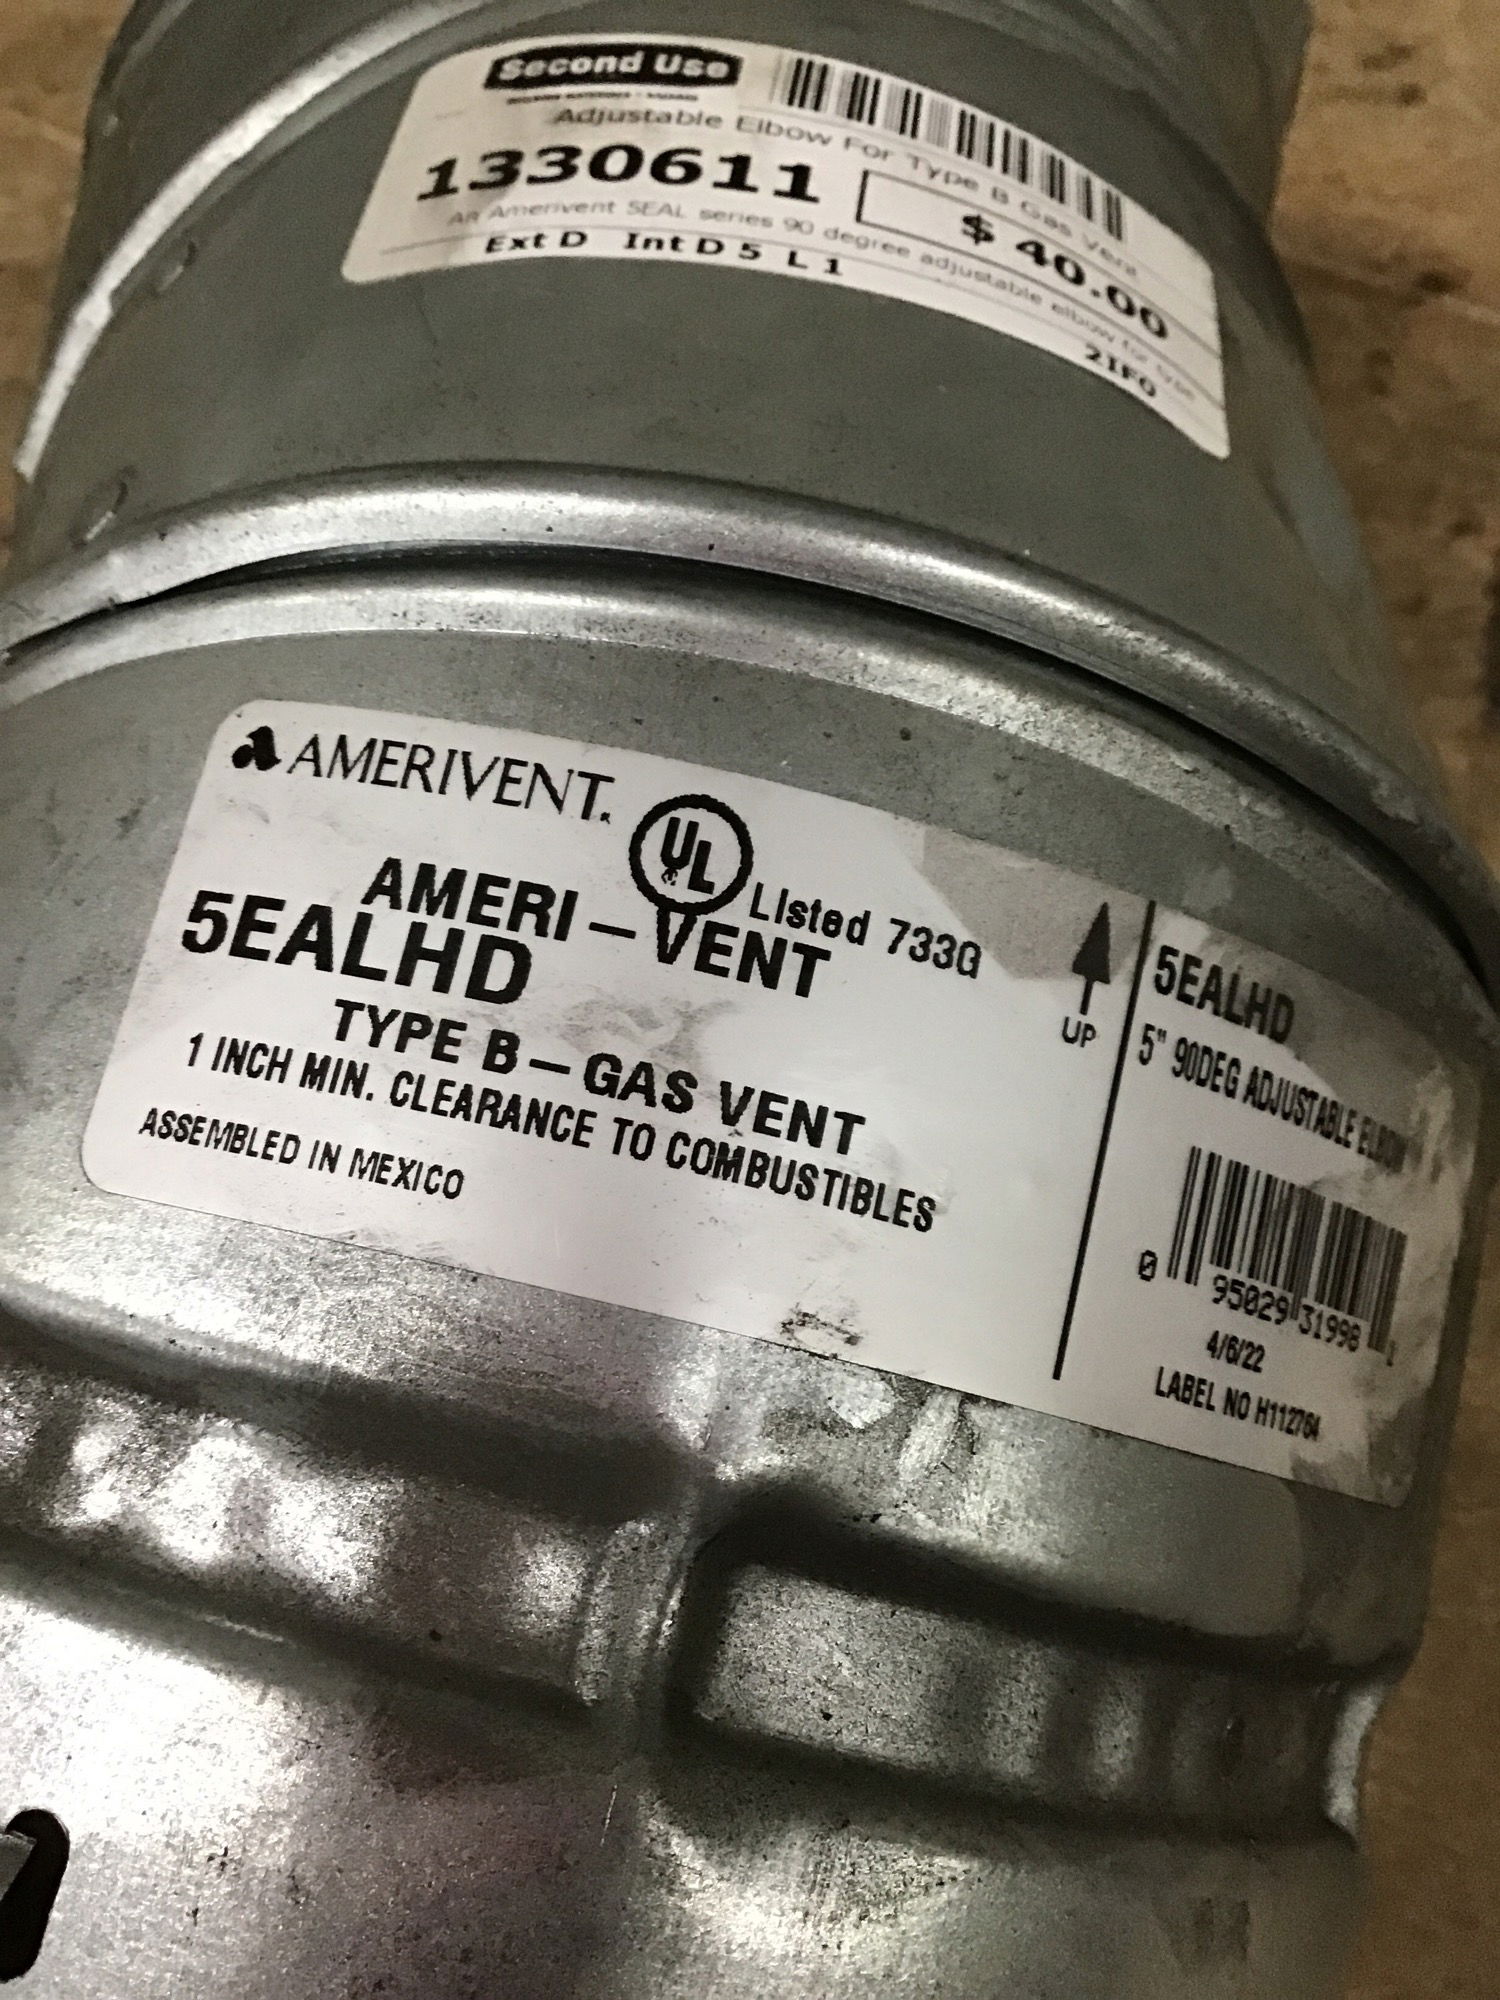 Second Use
Adjustable Elbow For Type B Gas Vent
1330611
$ 40.00
Amerivent 5EAL series 90 degree adjustable elbow for type
Ext D Int D 5 L 1
21F0
AMERIVENT.
UL Listed 733G
AMERI-VENT
5EALHD
TYPE B-GAS VENT
1 INCH MIN. CLEARANCE TO COMBUSTIBLES
ASSEMBLED IN MEXICO
UP
5EALHD
5" 90DEG ADJUSTABLE ELBOW
0 95029 31998
4/6/22
LABEL NO H112764